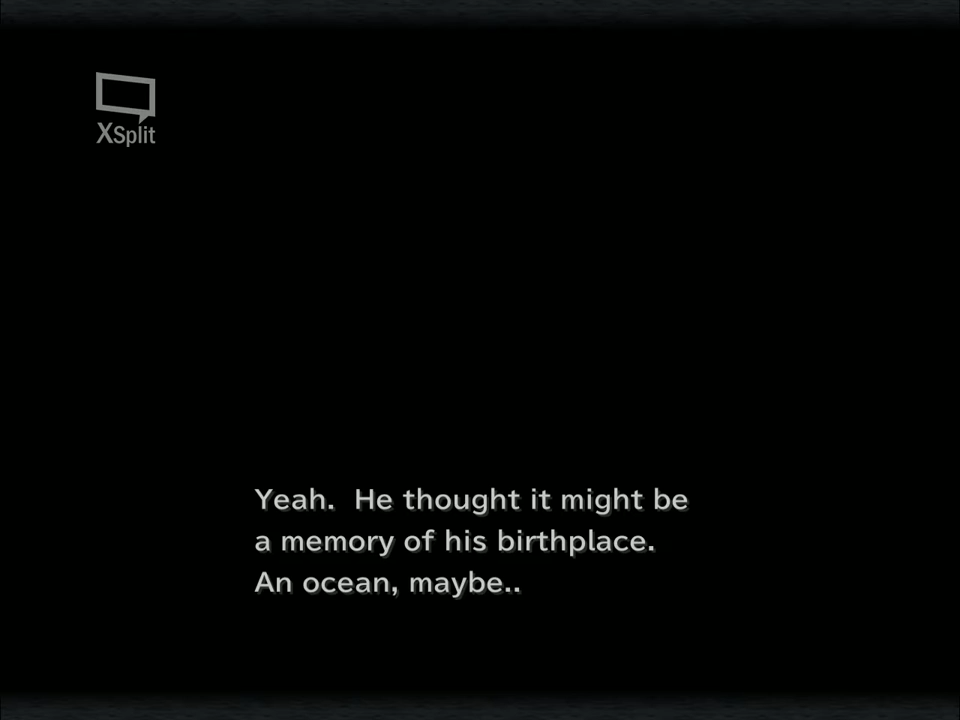 XSplit
Yeah. He thought it might be
a memory of his birthplace.
An ocean, maybe..